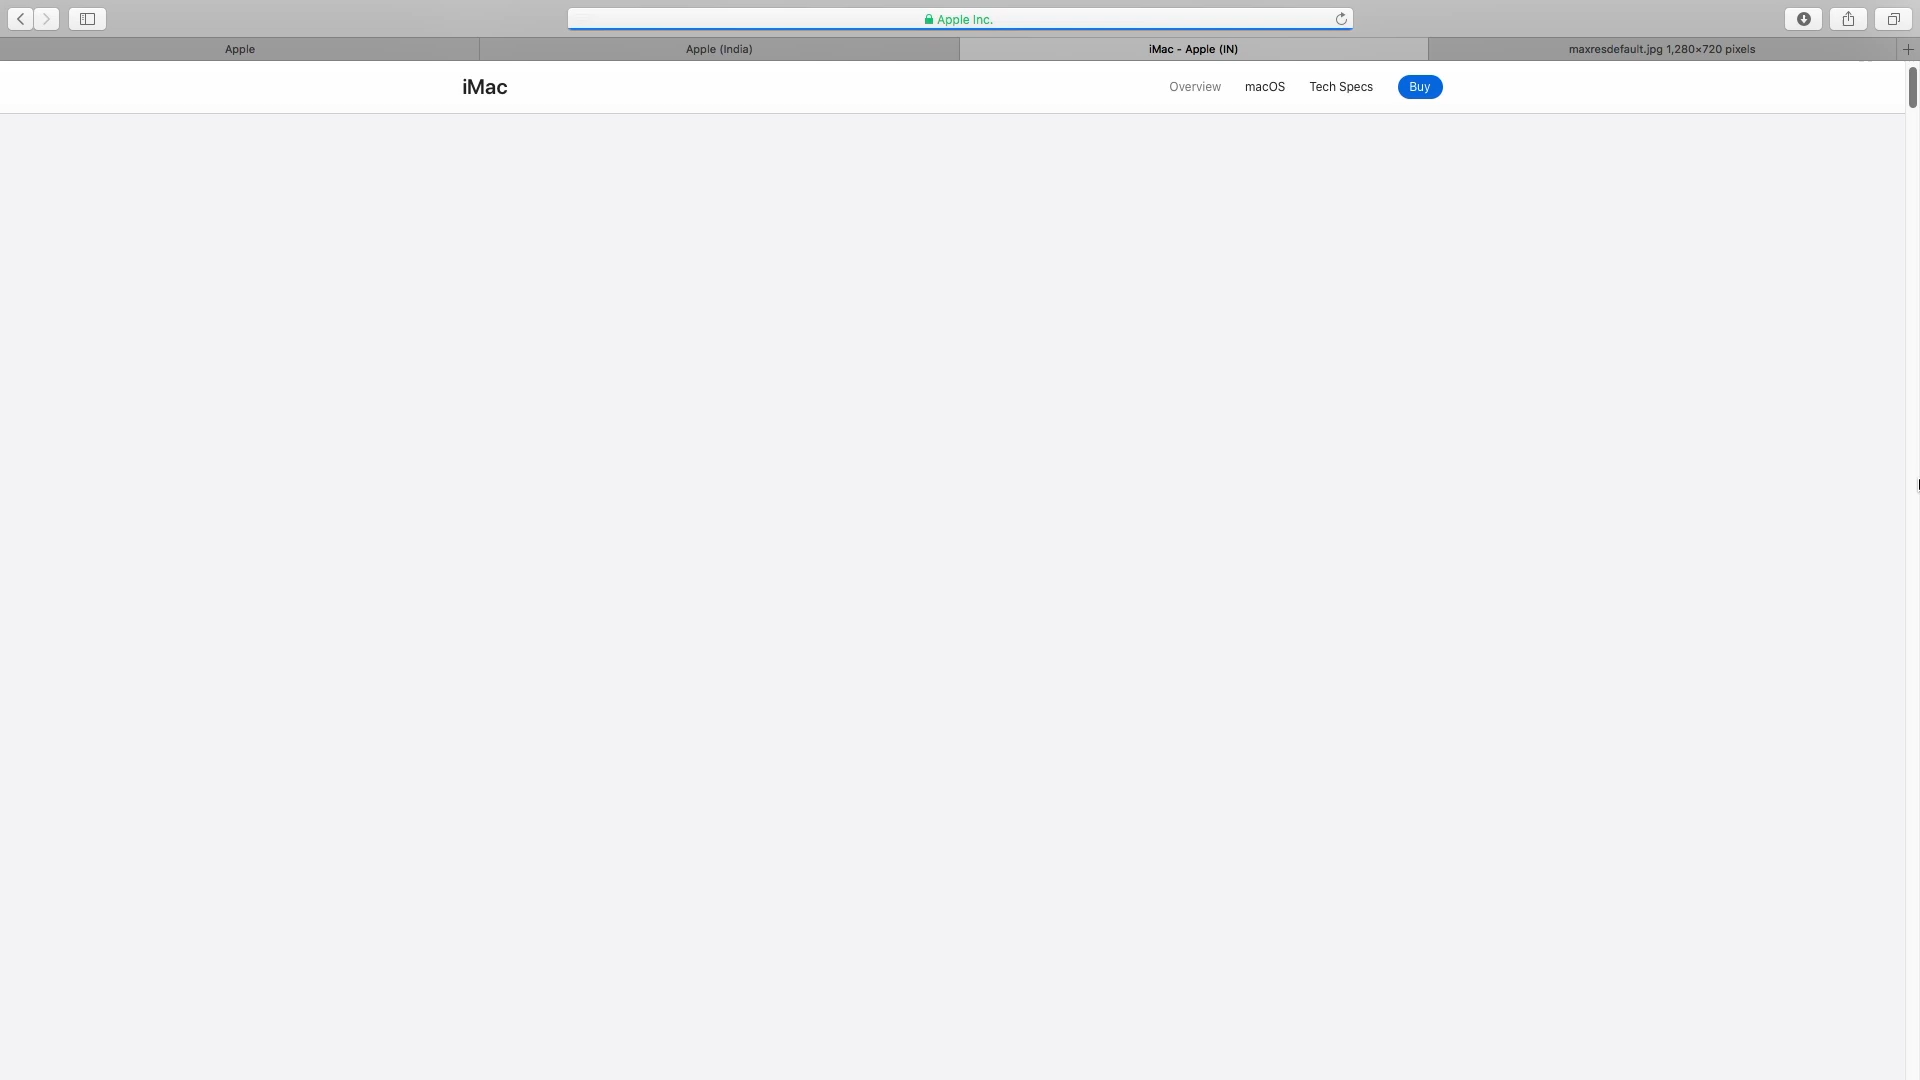 Apple Inc.
Apple
Apple (India)
iMac - Apple (IN)
maxresdefault.jpg 1,280×720 pixels
iMac
Overview
macOS
Tech Specs
Buy